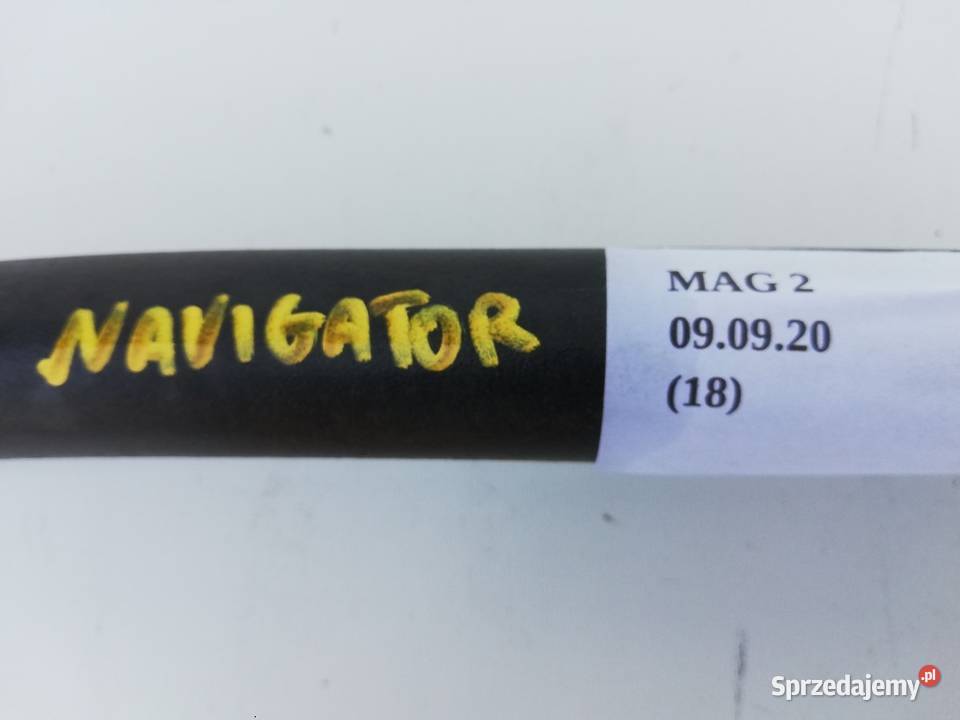 NAVIGATOR
MAG 2
09.09.20
(18)
Sprzedajemy.pl